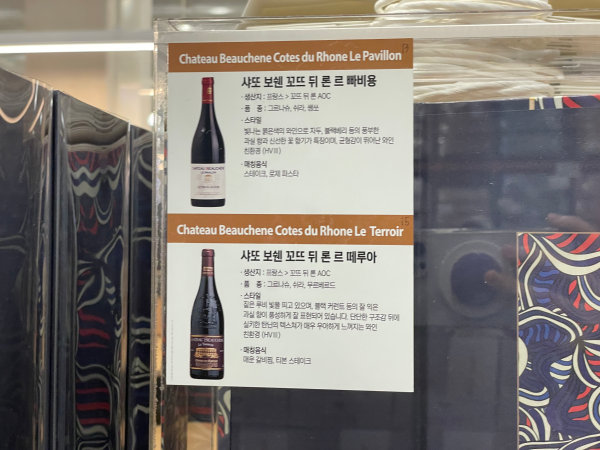 Chateau Beauchene Cotes du Rhone Le Pavillon
샤또 보쉔 꼬뜨 뒤 론 르 빠비용
· 생산지 : 프랑스 > 꼬뜨 뒤 론 AOC
· 품 종 : 그르나슈, 쉬라, 쌩쏘
· 스타일
빛나는 붉은색의 와인으로 자두, 블랙베리 등의 풍부한
과실 향과 신선한 꽃 향기가 특징이며, 균형감이 뛰어난 와인
친환경 (HVⅢ)
· 매칭음식
스테이크, 로제 파스타
Chateau Beauchene Cotes du Rhone Le Terroir
샤또 보쉔 꼬뜨 뒤 론 르 떼루아
· 생산지 : 프랑스 > 꼬뜨 뒤 론 AOC
· 품 종 : 그르나슈, 쉬라, 무르베르드
· 스타일
짙은 루비 빛을 띄고 있으며, 블랙 커런트 등의 잘 익은
과실 향이 풍성하게 잘 표현되어 있습니다. 단단한 구조감 뒤에
실키한 탄닌의 텍스쳐가 매우 우아하게 느껴지는 와인
친환경 (HVⅢ)
· 매칭음식
매운 갈비찜, 티본 스테이크